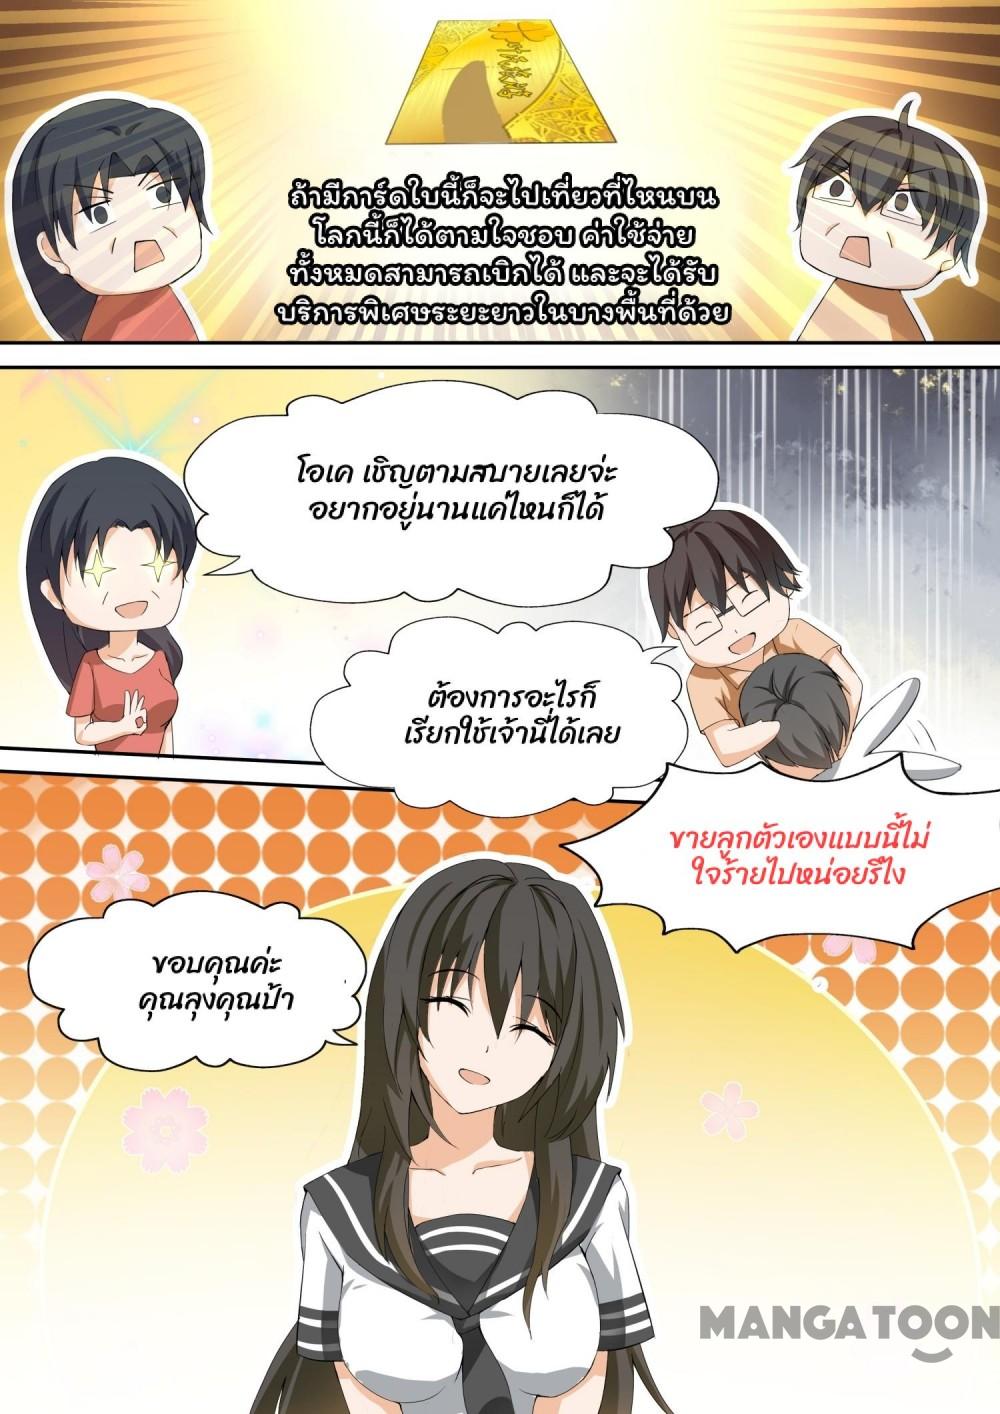 ถ้ามีการ์ดใบนี้ก็จะไปเที่ยวที่ไหนบน
โลกนี้ก็ได้ตามใจชอบ ค่าใช้จ่าย
ทั้งหมดสามารถเบิกได้ และจะได้รับ
บริการพิเศษระยะยาวในบางพื้นที่ด้วย
โอเค เชิญตามสบายเลยจ่ะ
อยากอยู่นานแค่ไหนก็ได้
ต้องการอะไรก็
เรียกใช้เจ้านี่ได้เลย
ขายลูกตัวเองแบบนี้ไม่
ใจร้ายไปหน่อยรึไง
ขอบคุณค่ะ
คุณลุงคุณป้า
MANGATOON